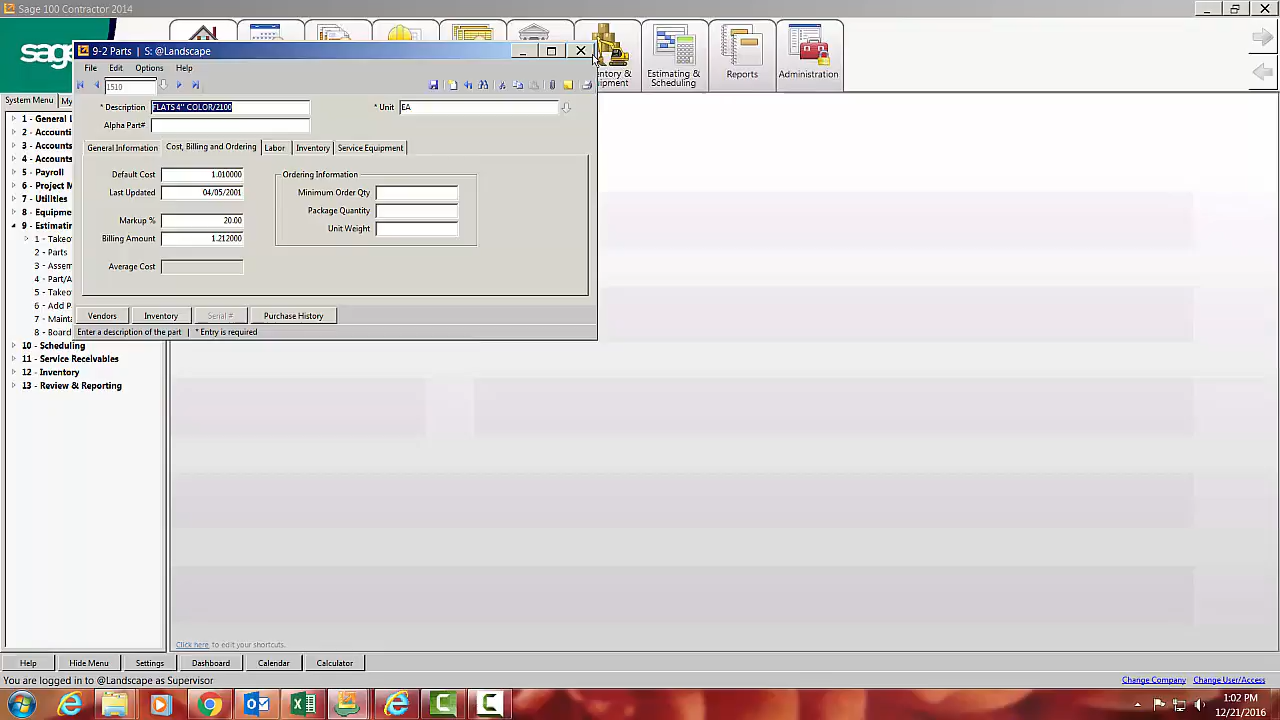 Sage 100 Contractor 2014
sage
9-2 Parts | S: @Landscape
File Edit Options Help
1510
* Description FLATS 4" COLOR/2100 * Unit EA
Alpha Part#
General Information Cost, Billing and Ordering Labor Inventory Service Equipment
Default Cost 1.010000
Last Updated 04/05/2001
Markup % 20.00
Billing Amount 1.212000
Average Cost
Ordering Information
Minimum Order Qty
Package Quantity
Unit Weight
Vendors Inventory Serial # Purchase History
Enter a description of the part | * Entry is required
Estimating & Scheduling
Reports
Administration
System Menu My
1 - General L
2 - Accounti
3 - Accounts
4 - Accounts
5 - Payroll
6 - Project M
7 - Utilities
8 - Equipme
9 - Estimatin
1 - Takeo
2 - Parts
3 - Assem
4 - Part/A
5 - Takeo
6 - Add P
7 - Mainta
8 - Board
10 - Scheduling
11 - Service Receivables
12 - Inventory
13 - Review & Reporting
Click here to edit your shortcuts.
Help Hide Menu Settings Dashboard Calendar Calculator
You are logged in to @Landscape as Supervisor Change Company Change User/Access
1:02 PM
12/21/2016